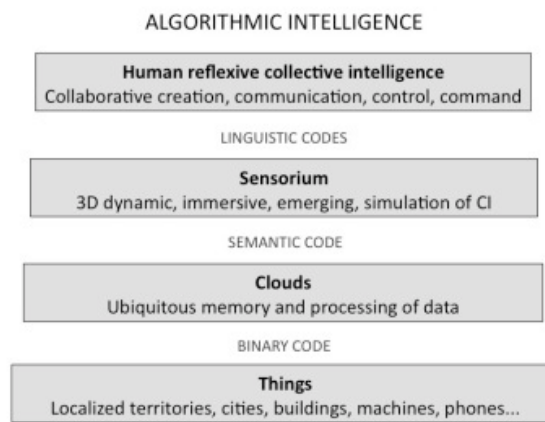 ALGORITHMIC INTELLIGENCE
Human reflexive collective intelligence
Collaborative creation, communication, control, command
LINGUISTIC CODES
Sensorium
3D dynamic, immersive, emerging, simulation of CI
SEMANTIC CODE
Clouds
Ubiquitous memory and processing of data
BINARY CODE
Things
Localized territories, cities, buildings, machines, phones...